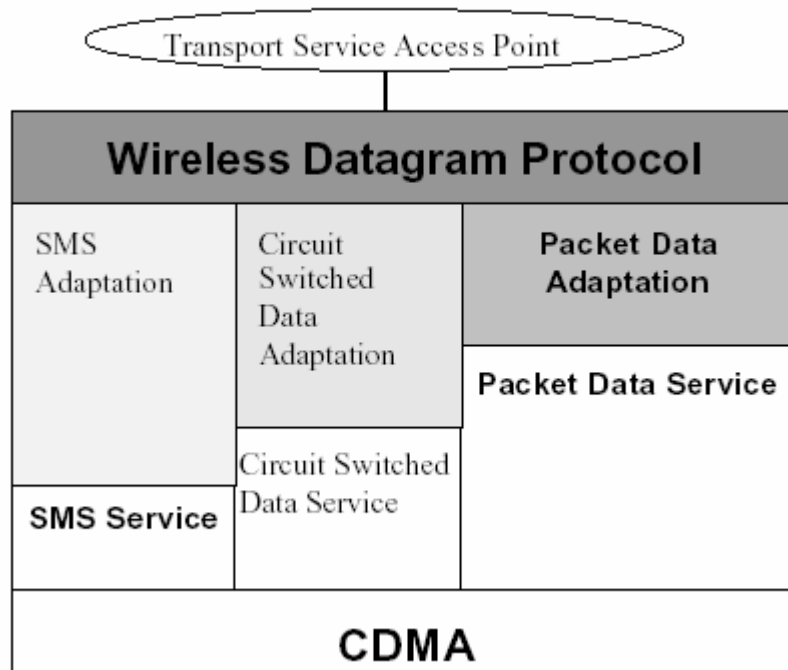 Transport Service Access Point
Wireless Datagram Protocol
SMS
Adaptation
Circuit
Switched
Data
Adaptation
Packet Data
Adaptation
Packet Data Service
Circuit Switched
Data Service
SMS Service
CDMA